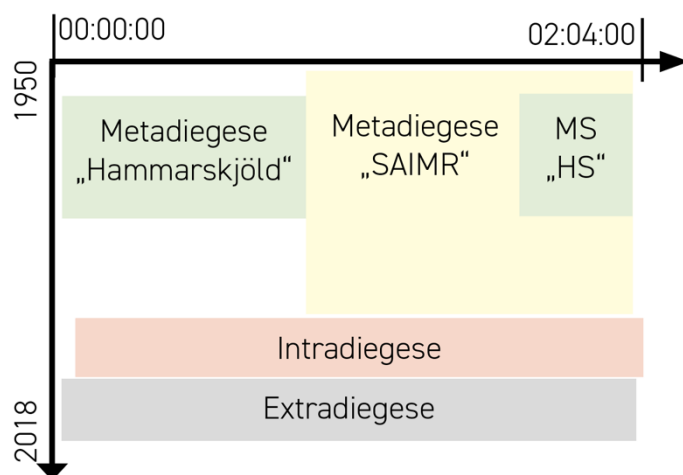 00:00:00
02:04:00
1950
Metadiegese
„Hammarskjöld“
Metadiegese
„SAIMR“
MS
„HS“
Intradiegese
Extradiegese
2018